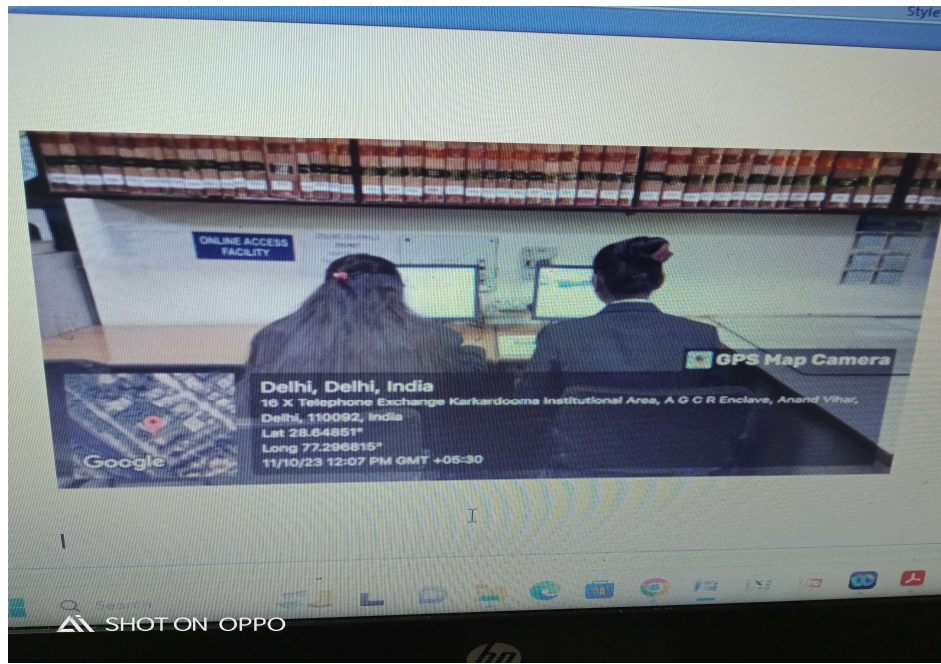 Style
ONLINE ACCESS
FACILITY
GPS Map Camera
Delhi, Delhi, India
16 X Telephone Exchange Karkardooma Institutional Area, A G C R Enclave, Anand Vihar,
Delhi, 110092, India
Lat 28.64851°
Long 77.296815°
11/10/23 12:07 PM GMT +05:30
Google
Search
SHOT ON OPPO
hp